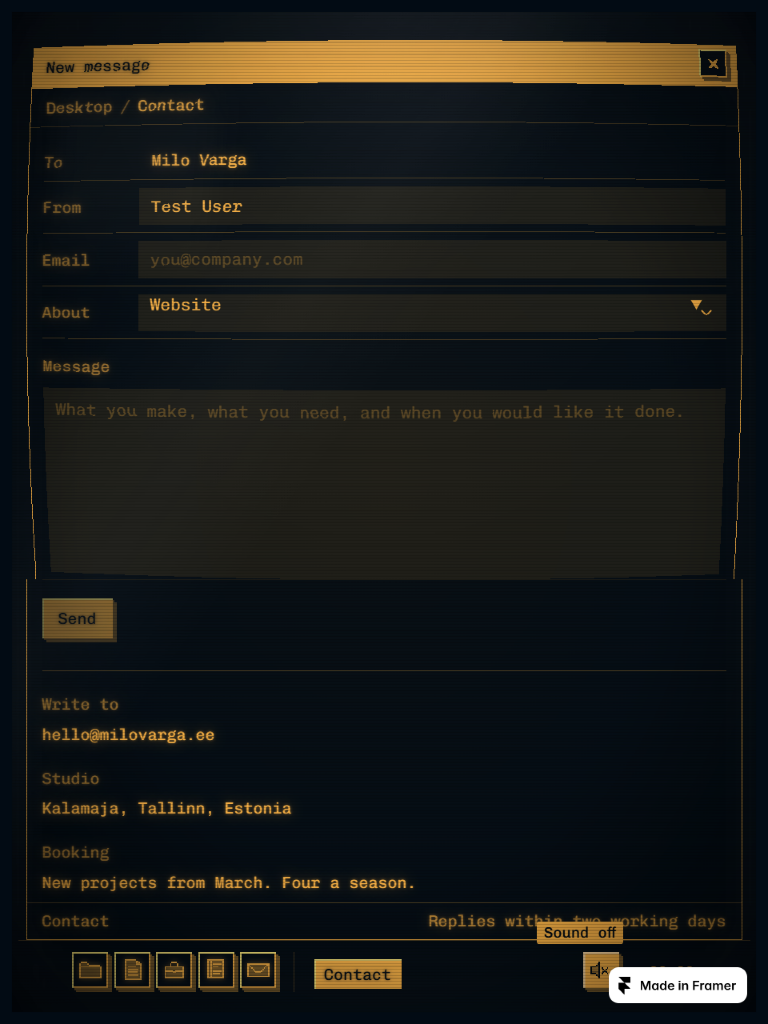 New message
Desktop / Contact
To Milo Varga
From Test User
Email you@company.com
About Website
Message
What you make, what you need, and when you would like it done.
Send
Write to
hello@milovarga.ee
Studio
Kalamaja, Tallinn, Estonia
Booking
New projects from March. Four a season.
Contact Replies within two working days
Sound off
Contact
Made in Framer